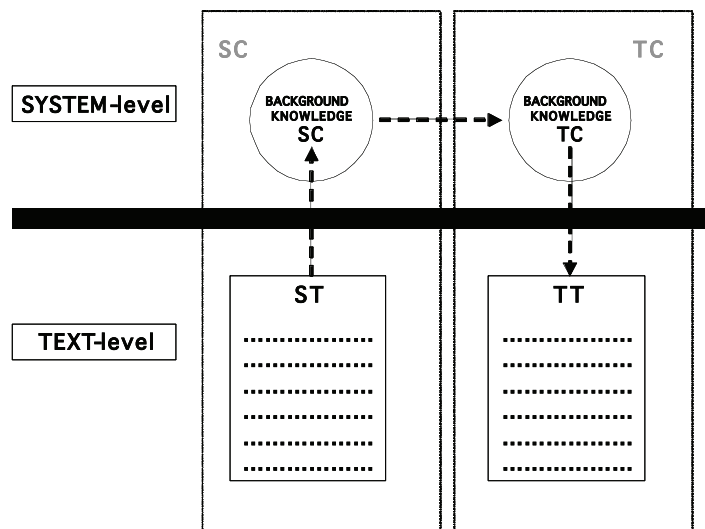 SC
TC
SYSTEM-level
BACKGROUND
KNOWLEDGE
SC
BACKGROUND
KNOWLEDGE
TC
ST
TT
TEXT-level